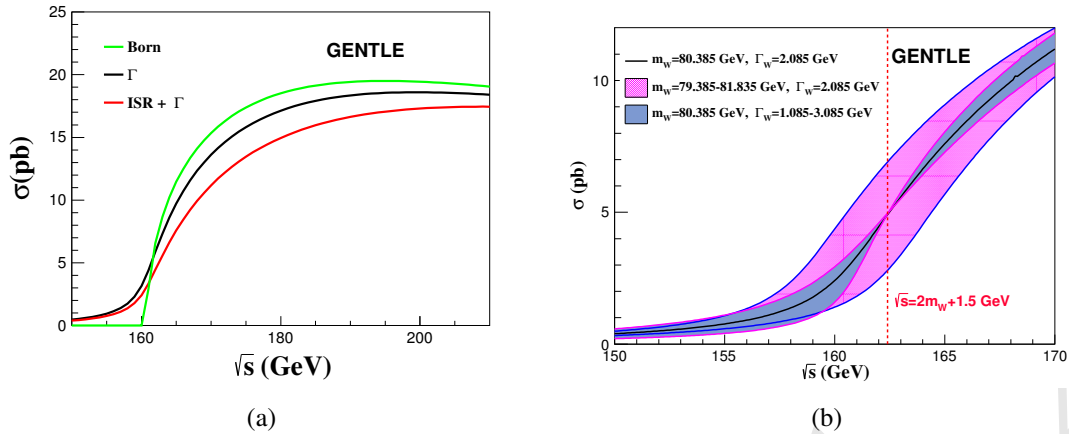 25
20
15
10
5
0
σ(pb)
Born
Γ
ISR + Γ
GENTLE
160
180
200
√s (GeV)
(a)
10
5
0
σ (pb)
GENTLE
m_W=80.385 GeV, Γ_W=2.085 GeV
m_W=79.385-81.835 GeV, Γ_W=2.085 GeV
m_W=80.385 GeV, Γ_W=1.085-3.085 GeV
√s=2m_W+1.5 GeV
150
155
160
165
170
√s (GeV)
(b)